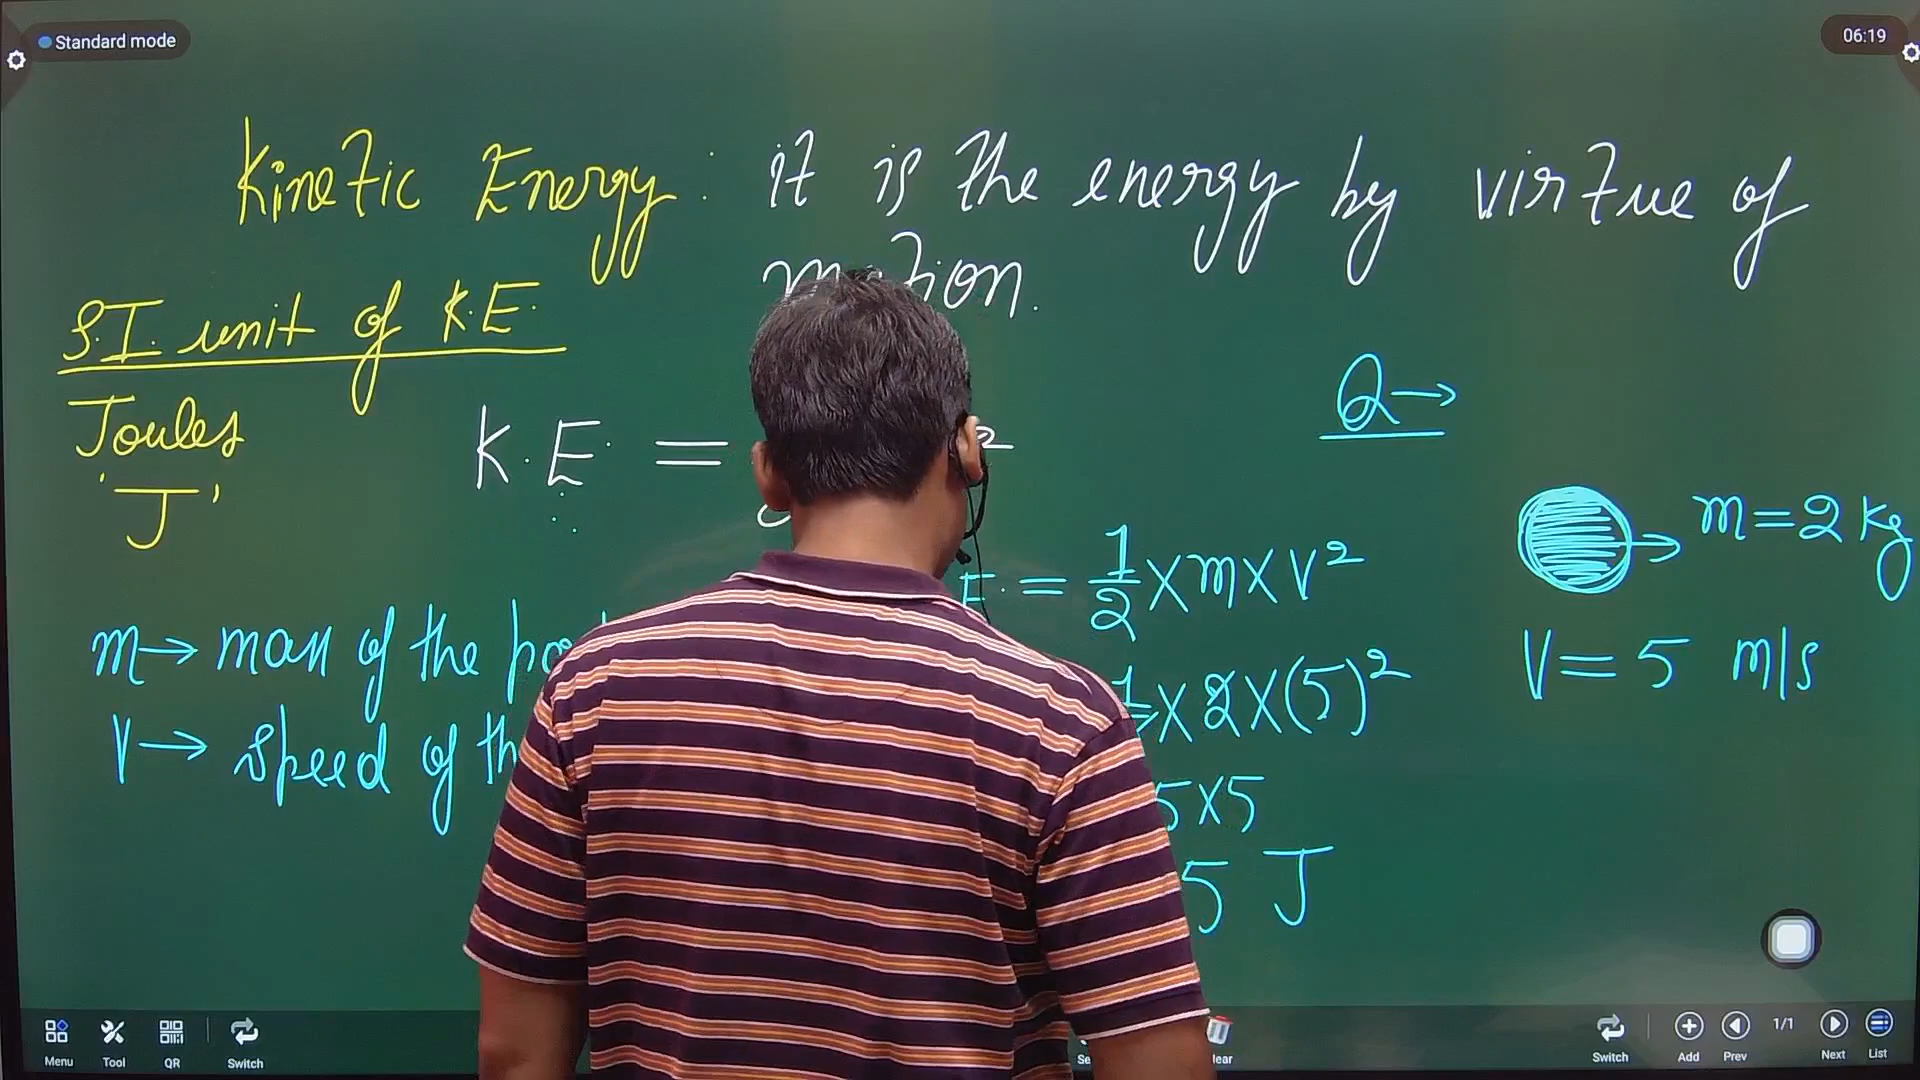 Standard mode
06:19
Kinetic Energy : it is the energy by virtue of
motion.
S.I. unit of K.E.
Joules
'J'
K.E. =
m → mass of the
V → speed of
E. = 1/2 × m × V²
1 × 2 × (5)²
5×5
5 J
Q →
m = 2 kg
V = 5 m/s
Menu
Tool
QR
Switch
Switch
Add
Prev
1/1
Next
List